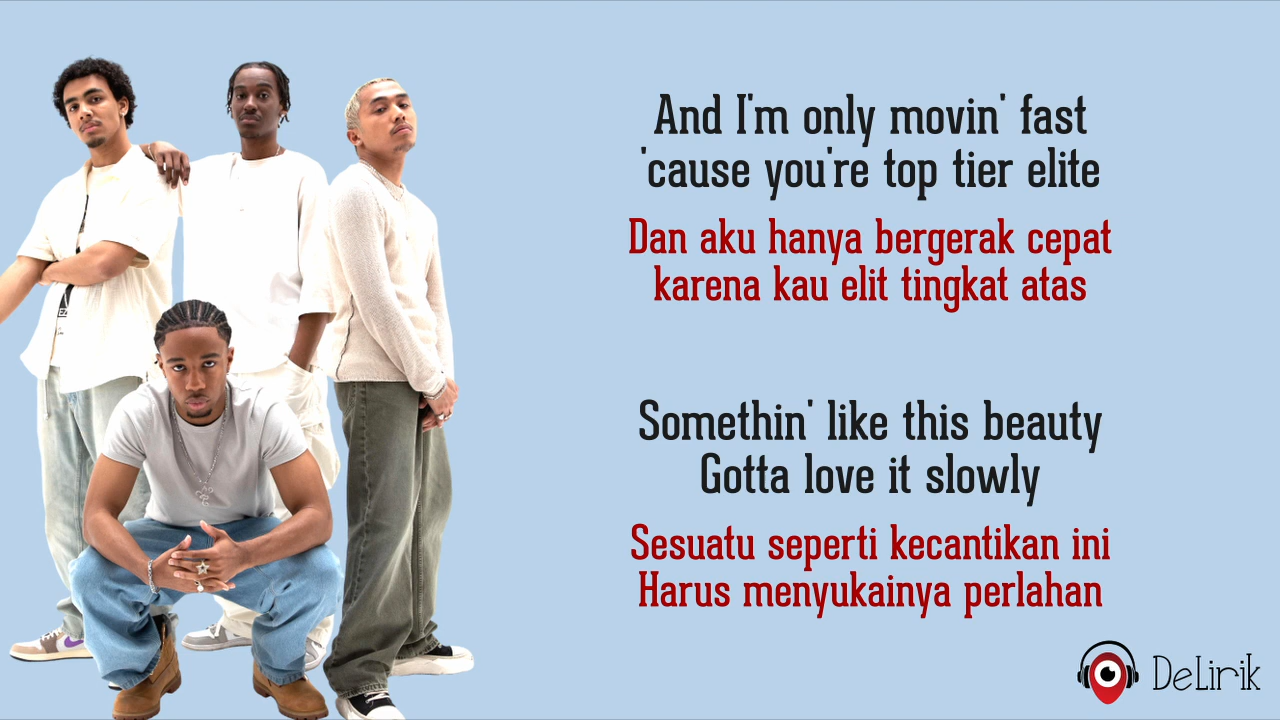 And I'm only movin' fast
'cause you're top tier elite
Dan aku hanya bergerak cepat
karena kau elit tingkat atas
Somethin' like this beauty
Gotta love it slowly
Sesuatu seperti kecantikan ini
Harus menyukainya perlahan
DeLirik